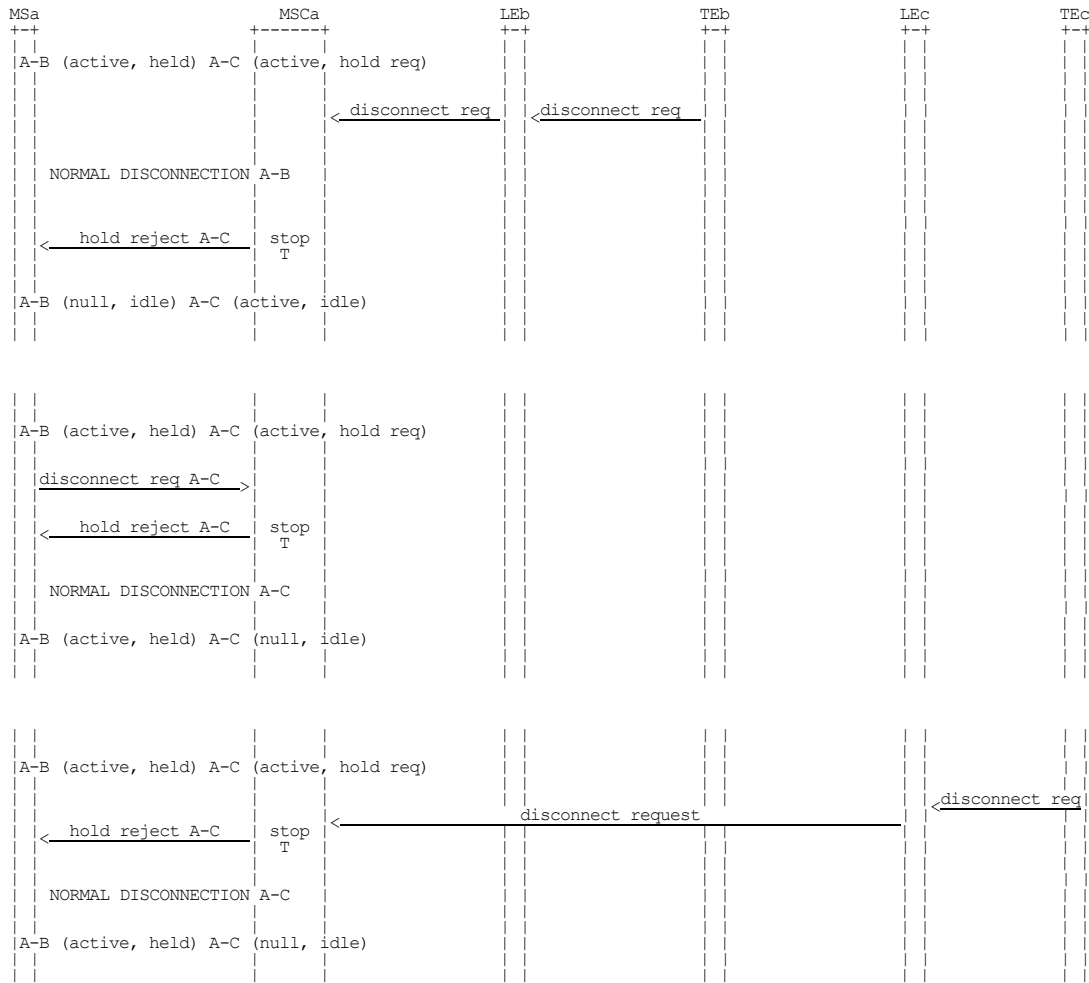 MSa MSCa LEb TEb LEc TEc
A-B (active, held) A-C (active, hold req)
disconnect req disconnect req
NORMAL DISCONNECTION A-B
hold reject A-C stop
T
A-B (null, idle) A-C (active, idle)
A-B (active, held) A-C (active, hold req)
disconnect req A-C
hold reject A-C stop
T
NORMAL DISCONNECTION A-C
A-B (active, held) A-C (null, idle)
A-B (active, held) A-C (active, hold req)
disconnect req
disconnect request
hold reject A-C stop
T
NORMAL DISCONNECTION A-C
A-B (active, held) A-C (null, idle)